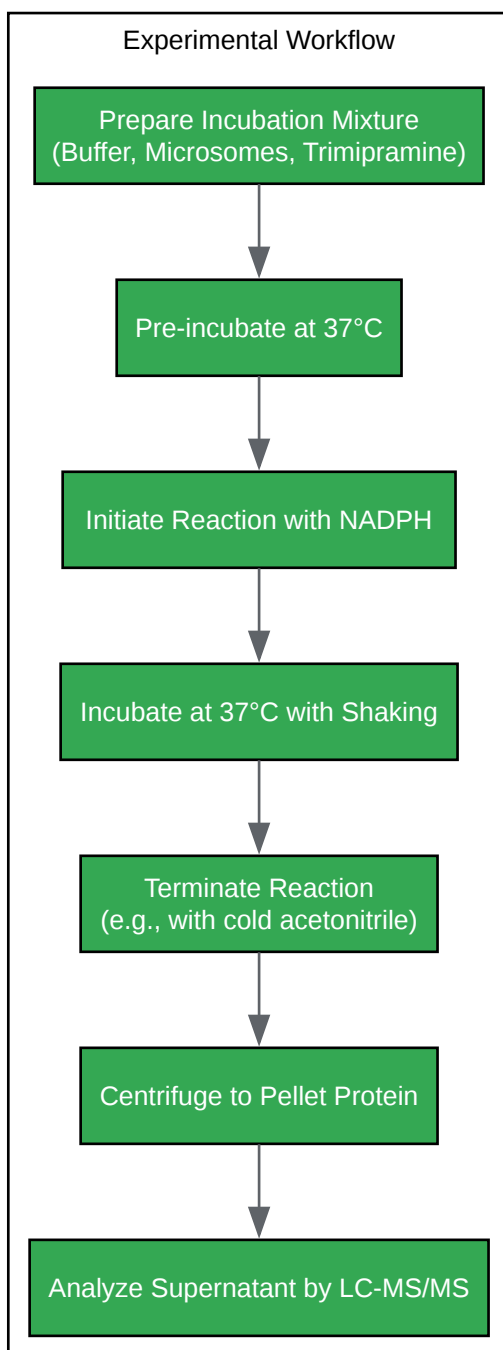 Experimental Workflow
Prepare Incubation Mixture
(Buffer, Microsomes, Trimipramine)
Pre-incubate at 37°C
Initiate Reaction with NADPH
Incubate at 37°C with Shaking
Terminate Reaction
(e.g., with cold acetonitrile)
Centrifuge to Pellet Protein
Analyze Supernatant by LC-MS/MS